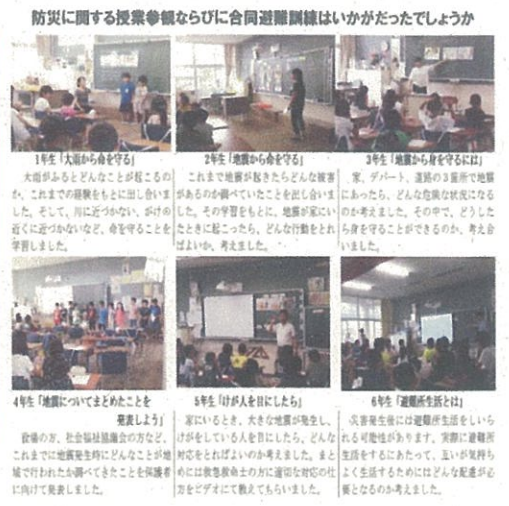 防災に関する授業参観ならびに合同避難訓練はいかがだったでしょうか
1年生「大雨から命を守る」
大雨がふるとどんなことが起こるの
か、これまでの経験をもとに出し合いま
した。そして、川に近づかない、がけの
近くに近づかないなど、命を守ることを
学習しました。
2年生「地震から命を守る」
これまで地震が起きたらどんな被害
があるのか調べていたことを出し合いま
した。その学習をもとに、地震が家にい
たときに起こったら、どんな行動をとれ
ばよいか、考えました。
3年生「地震から身を守るには」
家、デパート、道路の3箇所で地震
にあったら、どんな危険な状況になる
のか考えました。その中で、どうした
ら身を守ることができるのか、考え合
いました。
4年生「地震についてまとめたことを
発表しよう」
役場の方、社会福祉協議会の方など、
これまでに地震発生時にどんなことが地
域で行われたか調べてきたことを保護者
に向けて発表しました。
5年生「けが人を目にしたら」
家にいるとき、大きな地震が発生し、
けがをしている人を目にしたら、どんな
対応をとればよいのか考えました。まと
めには救急救命士の方に適切な対応の仕
方をビデオにて教えてもらいました。
6年生「避難所生活とは」
災害発生後には避難所生活をしいら
れる可能性があります。実際に避難所
生活をするにあたって、互いが気持ち
よく生活するためにはどんな配慮が必
要となるのか考えました。